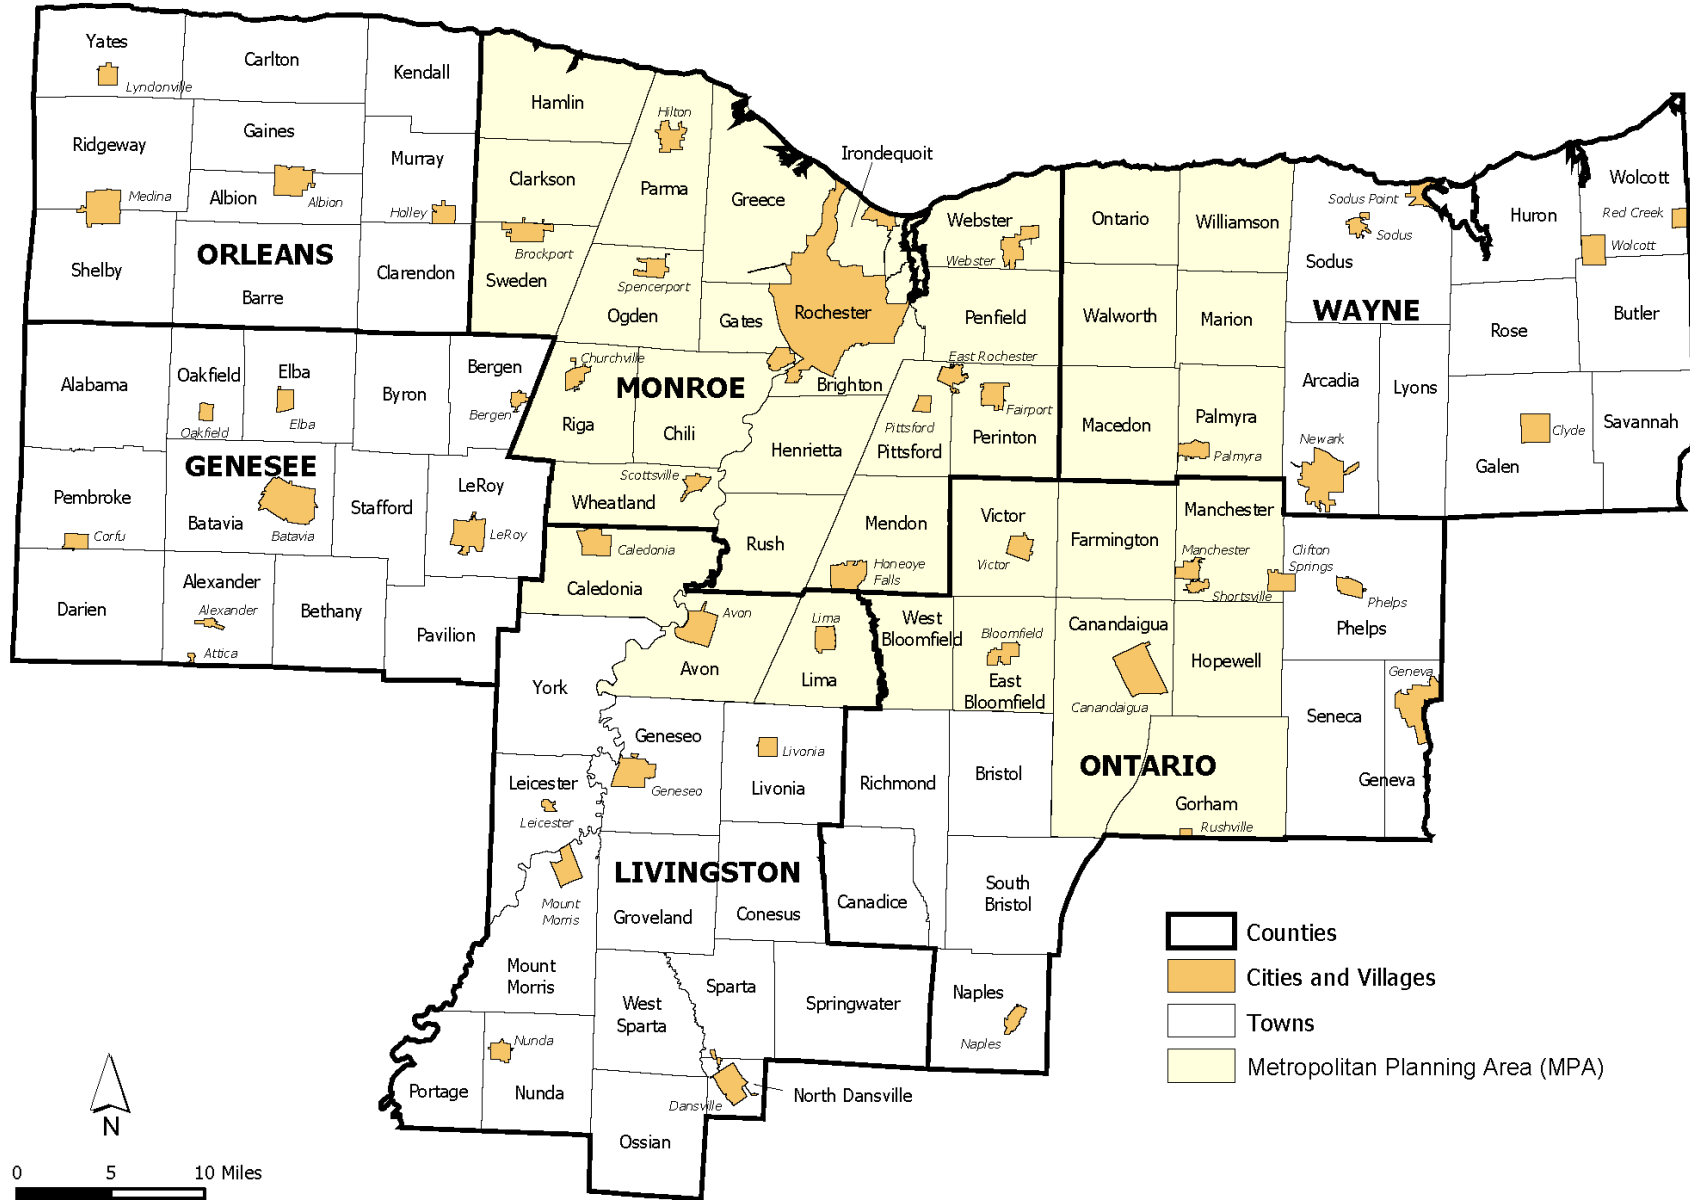 Yates
Lyndonville
Carlton
Kendall
Ridgeway
Gaines
Murray
Medina
Albion
Albion
Holley
Shelby
ORLEANS
Barre
Clarendon
Hamlin
Hilton
Clarkson
Parma
Greece
Irondequoit
Brockport
Sweden
Spencerport
Ogden
Gates
Rochester
Webster
Webster
Penfield
East Rochester
Churchville
MONROE
Brighton
Riga
Chili
Henrietta
Pittsford
Pittsford
Fairport
Perinton
Scottsville
Wheatland
Rush
Mendon
Honeoye
Falls
Ontario
Williamson
Sodus Point
Sodus
Sodus
Huron
Wolcott
Red Creek
Wolcott
WAYNE
Walworth
Marion
Rose
Butler
Arcadia
Lyons
Macedon
Palmyra
Palmyra
Newark
Clyde
Galen
Savannah
Alabama
Oakfield
Oakfield
Elba
Elba
Byron
Bergen
Bergen
GENESEE
Pembroke
Corfu
Batavia
Batavia
Stafford
LeRoy
LeRoy
Darien
Alexander
Alexander
Attica
Bethany
Pavilion
Caledonia
Caledonia
Avon
Avon
Lima
Lima
York
Geneseo
Geneseo
Livonia
Livonia
Leicester
Leicester
LIVINGSTON
Mount
Morris
Groveland
Conesus
Mount
Morris
West
Sparta
Sparta
Springwater
Nunda
Nunda
Portage
Dansville
North Dansville
Ossian
Victor
Victor
Farmington
Manchester
Manchester
Shortsville
Clifton
Springs
Phelps
Phelps
West
Bloomfield
Bloomfield
East
Bloomfield
Canandaigua
Canandaigua
Hopewell
Seneca
Geneva
Geneva
ONTARIO
Richmond
Bristol
Gorham
Rushville
Canadice
South
Bristol
Naples
Naples
Counties
Cities and Villages
Towns
Metropolitan Planning Area (MPA)
N
0 5 10 Miles